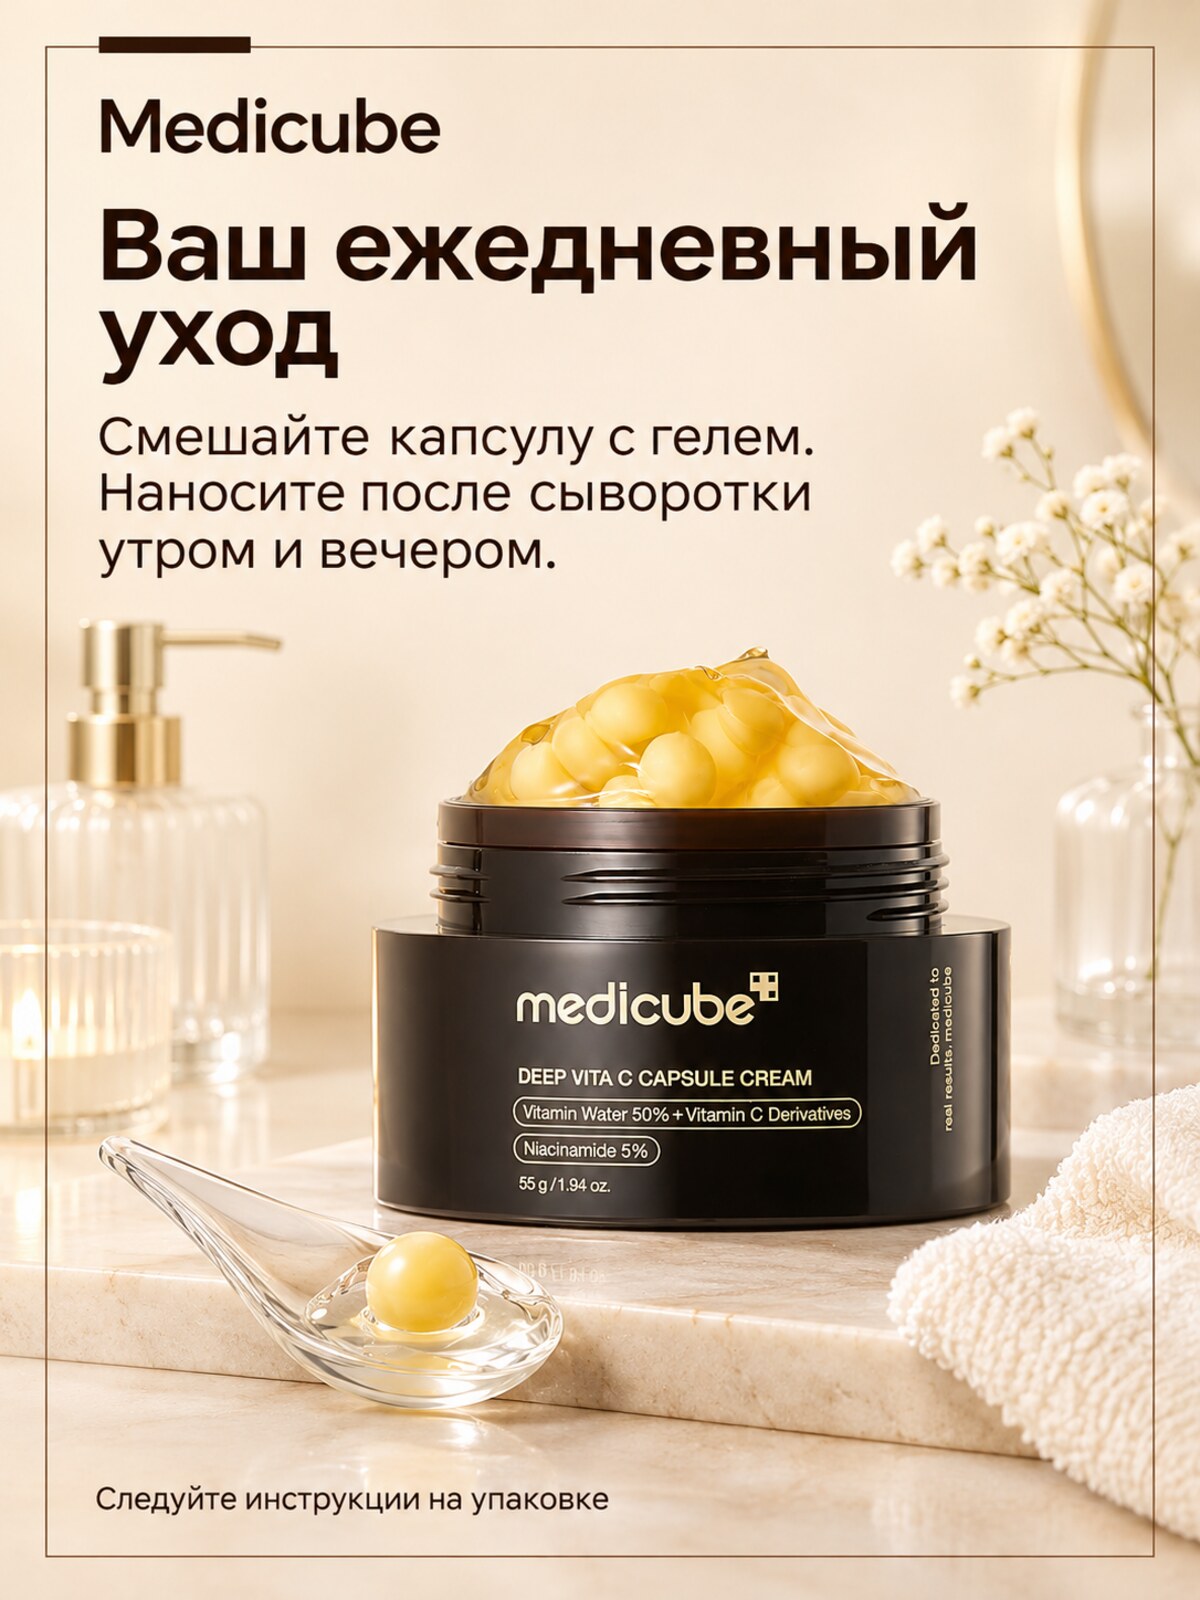 Medicube
Ваш ежедневный
уход
Смешайте капсулу с гелем.
Наносите после сыворотки
утром и вечером.
medicube
DEEP VITA C CAPSULE CREAM
Vitamin Water 50% + Vitamin C Derivatives
Niacinamide 5%
55 g / 1.94 oz.
Dedicated to
real results, medicube
Следуйте инструкции на упаковке